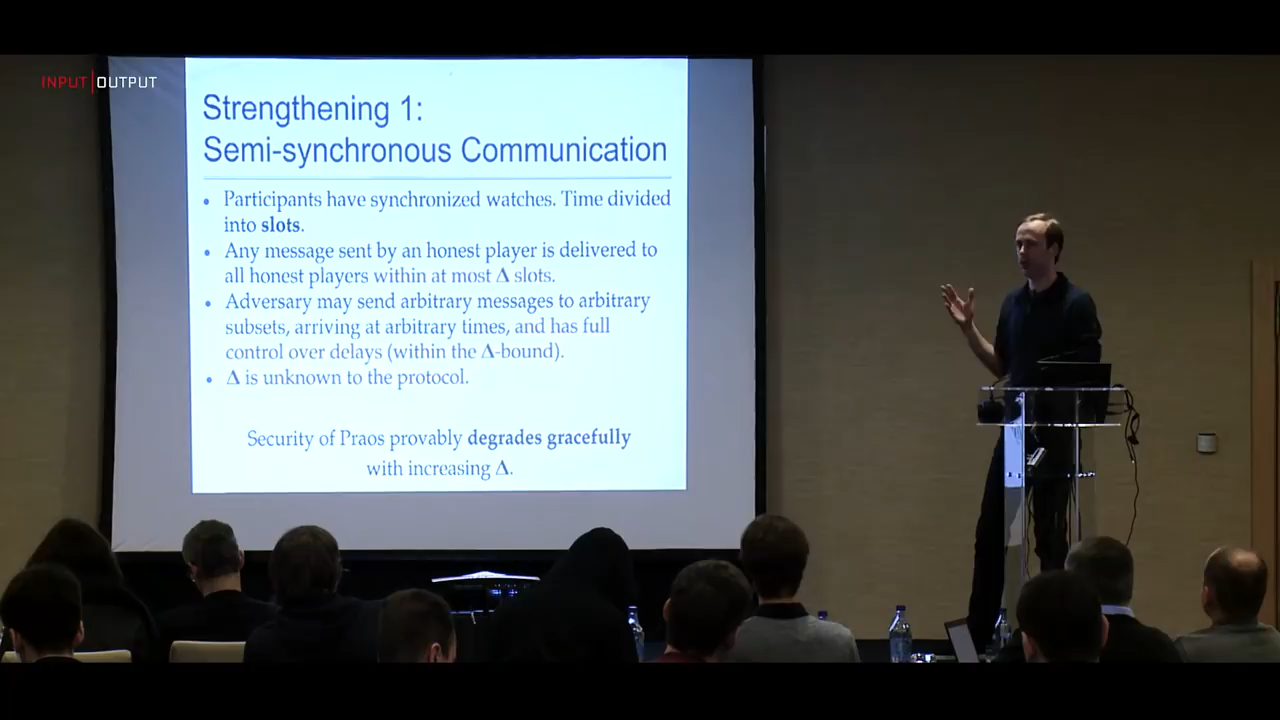 INPUT|OUTPUT
Strengthening 1:
Semi-synchronous Communication
• Participants have synchronized watches. Time divided
into slots.
• Any message sent by an honest player is delivered to
all honest players within at most Δ slots.
• Adversary may send arbitrary messages to arbitrary
subsets, arriving at arbitrary times, and has full
control over delays (within the Δ-bound).
• Δ is unknown to the protocol.
Security of Praos provably degrades gracefully
with increasing Δ.